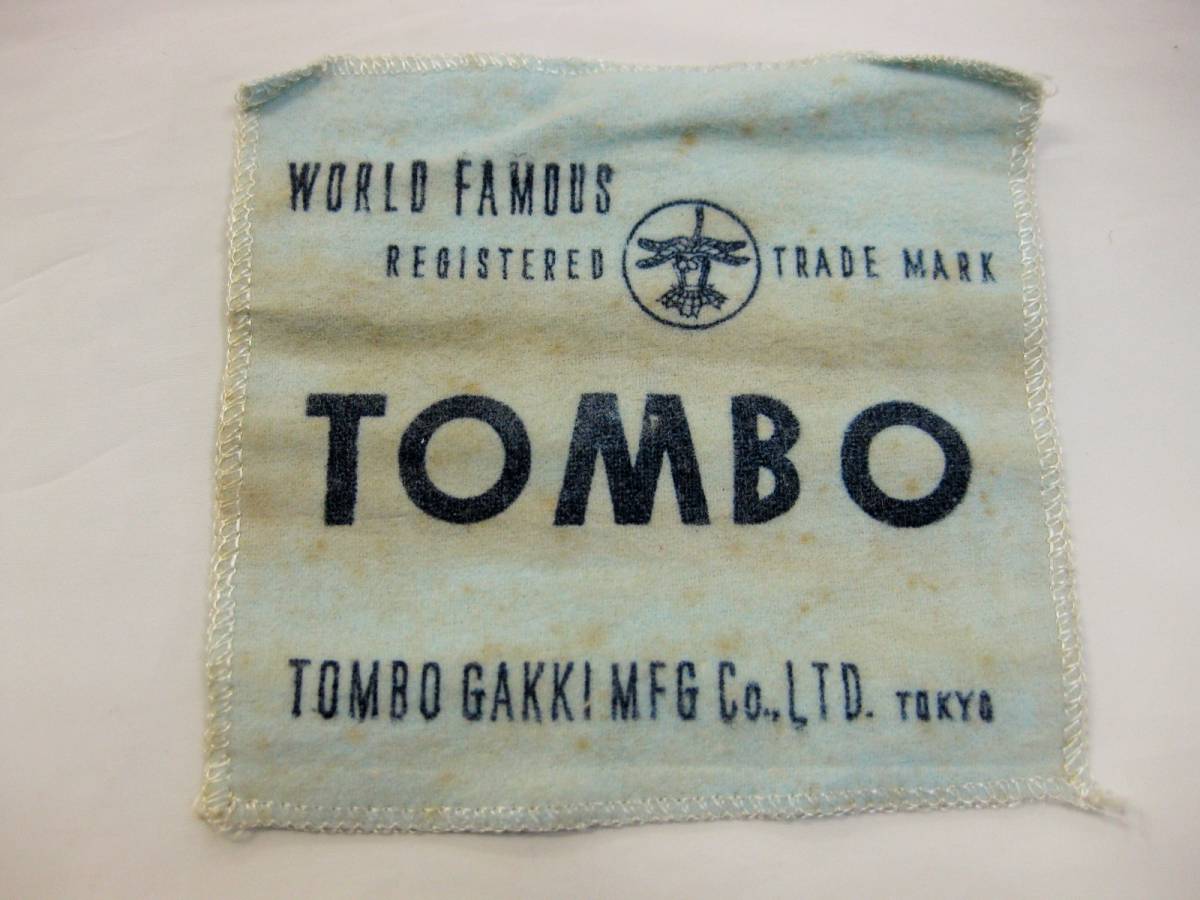 WORLD FAMOUS
REGISTERED TRADE MARK
TOMBO
TOMBO GAKKI MFG Co., LTD. TOKYO